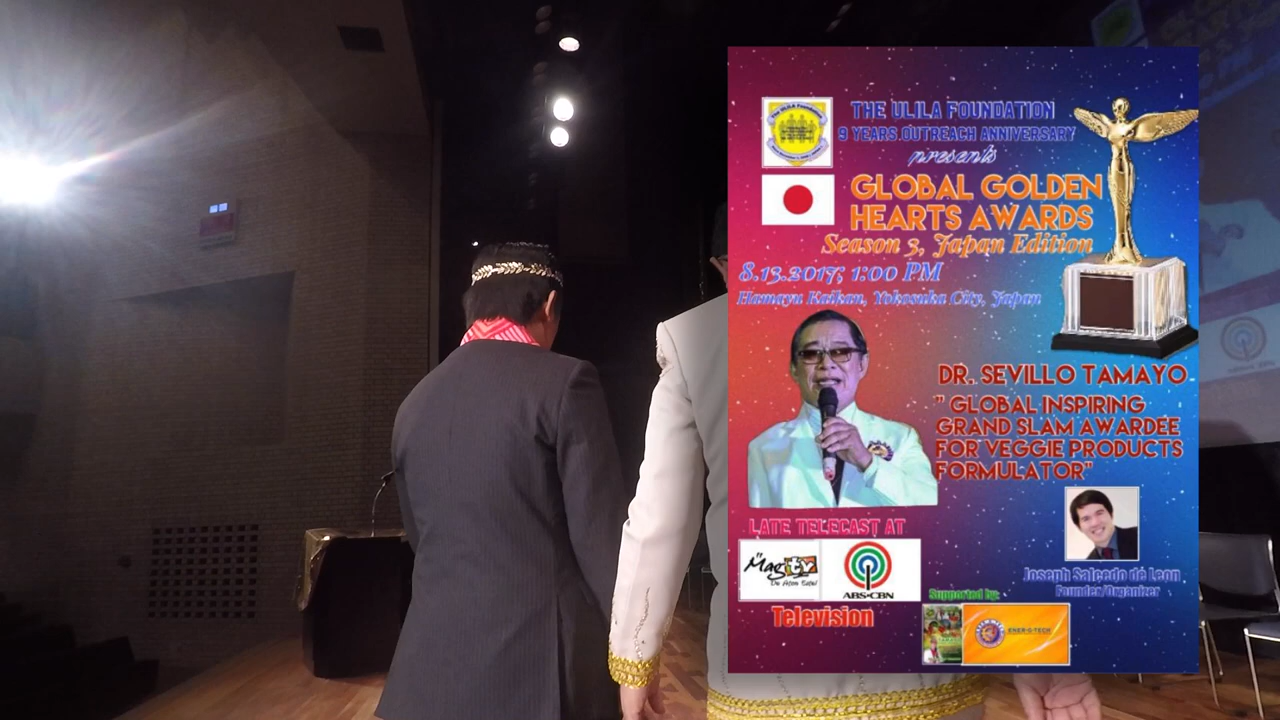 THE ULILA FOUNDATION
9 YEARS OUTREACH ANNIVERSARY
presents
GLOBAL GOLDEN
HEARTS AWARDS
Season 3, Japan Edition
8.13.2017; 1:00 PM
Hamayu Kaikan, Yokosuka City, Japan
DR. SEVILLO TAMAYO
" GLOBAL INSPIRING
GRAND SLAM AWARDEE
FOR VEGGIE PRODUCTS
FORMULATOR"
LATE TELECAST AT
MagTV
ABS-CBN
Television
Joseph Salcedo de Leon
Founder/Organizer
Supported by:
ENER-G-TECH